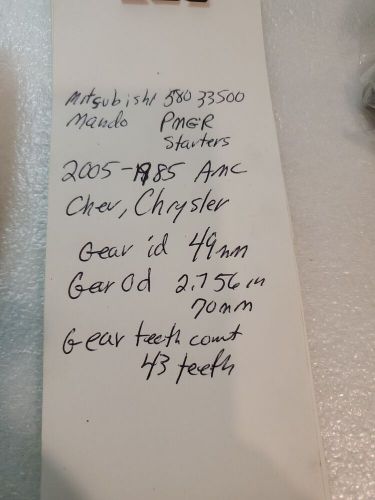 Mitsubishi 580 33500
Mando PMGR
Starters
2005-1985 AMC
Chev, Chrysler
Gear id 49mm
Gear Od 2.756 in
70mm
Gear teeth count
43 teeth